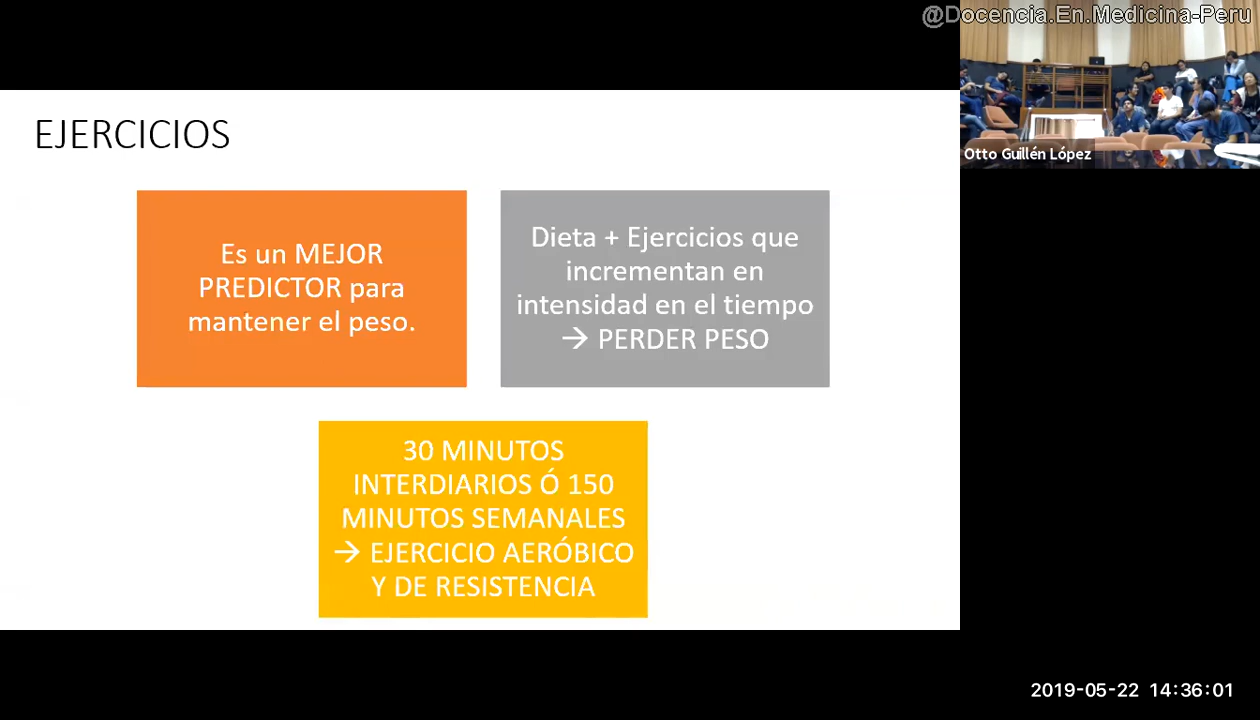 @Docencia.En.Medicina-Peru
Otto Guillén López
EJERCICIOS
Es un MEJOR
PREDICTOR para
mantener el peso.
Dieta + Ejercicios que
incrementan en
intensidad en el tiempo
→ PERDER PESO
30 MINUTOS
INTERDIARIOS Ó 150
MINUTOS SEMANALES
→ EJERCICIO AERÓBICO
Y DE RESISTENCIA
2019-05-22 14:36:01